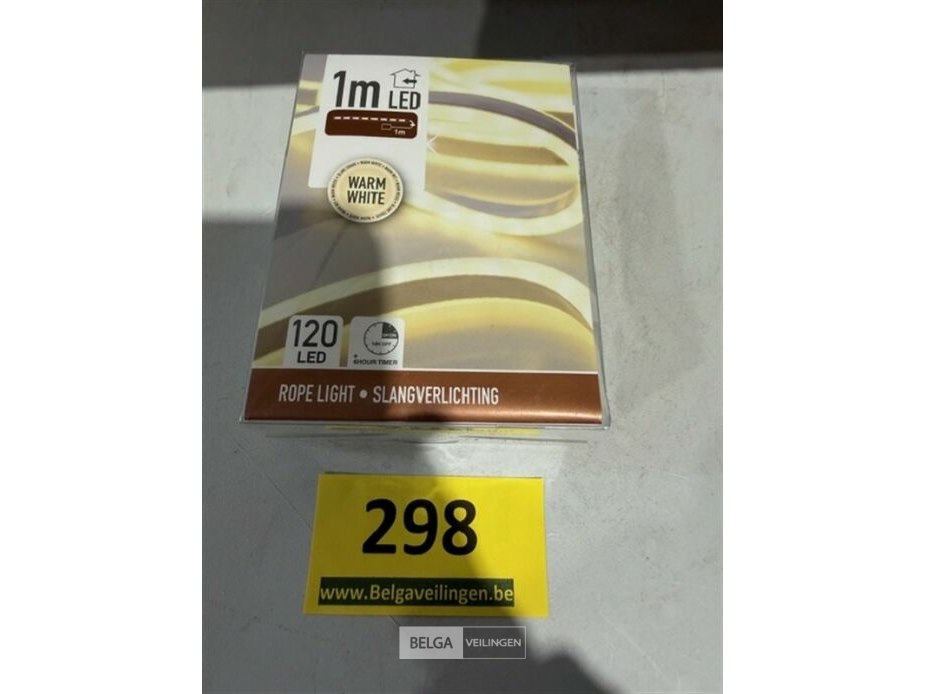 1m LED
1m
WARM
WHITE
120
LED
6HOUR TIMER
ROPE LIGHT • SLANGVERLICHTING
298
www.Belgaveilingen.be
BELGA VEILINGEN